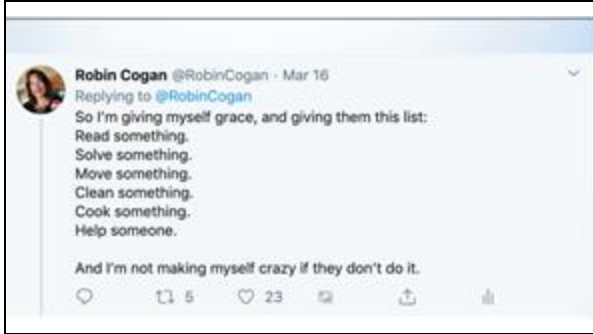 Robin Cogan @RobinCogan · Mar 16
Replying to @RobinCogan
So I'm giving myself grace, and giving them this list:
Read something.
Solve something.
Move something.
Clean something.
Cook something.
Help someone.
And I'm not making myself crazy if they don't do it.
5 23